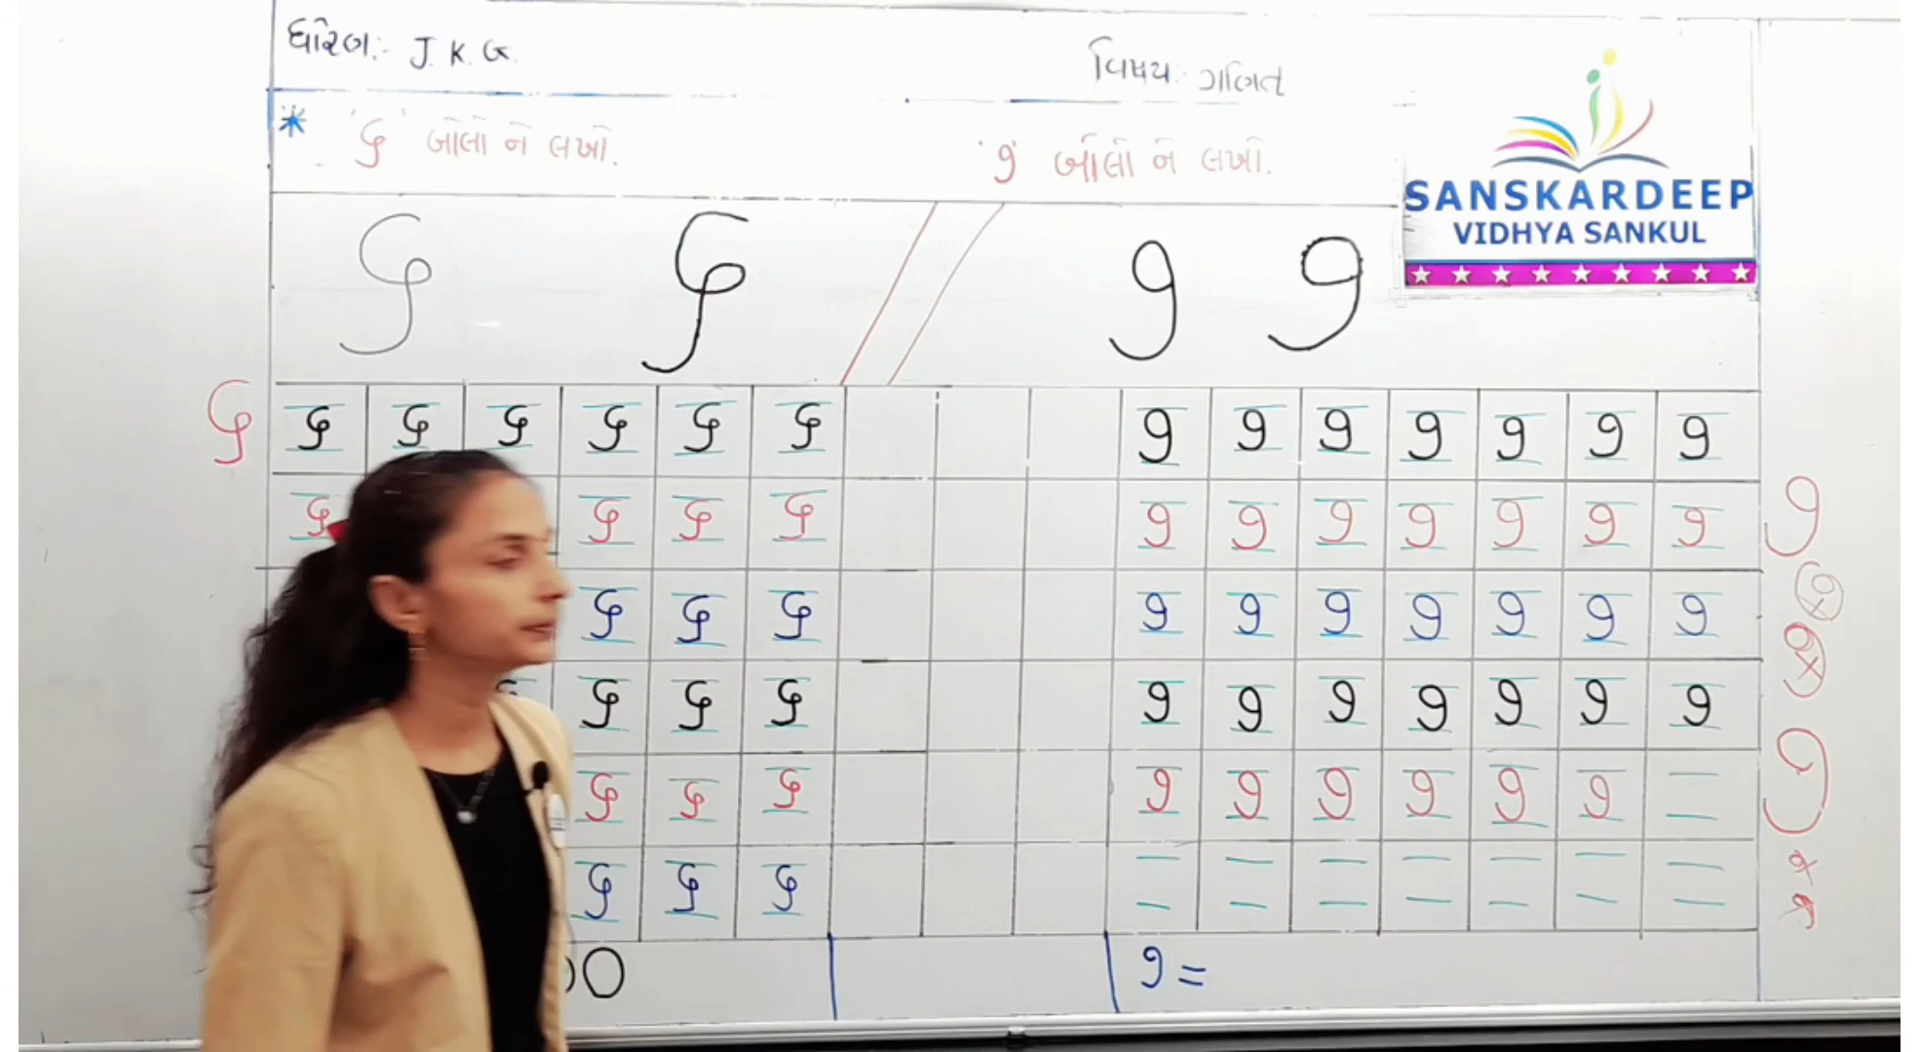 ધોરણ:- J. K. G.
વિષય:- ગણિત
* '૬' બોલો ને લખો.
'૭' બોલો ને લખો.
SANSKARDEEP
VIDHYA SANKUL
૬ ૬ ૭ ૭
૬ ૬ ૬ ૬ ૬ ૬ ૬ ૭ ૭ ૭ ૭ ૭ ૭ ૭
૬ ૬ ૬ ૬ ૭ ૭ ૭ ૭ ૭ ૭ ૭ ૭
૬ ૬ ૬ ૭ ૭ ૭ ૭ ૭ ૭ ૭
૬ ૬ ૬ ૭ ૭ ૭ ૭ ૭ ૭ ૭
૬ ૬ ૬ ૭ ૭ ૭ ૭ ૭ ૭
૬ ૬ ૬
૭ =